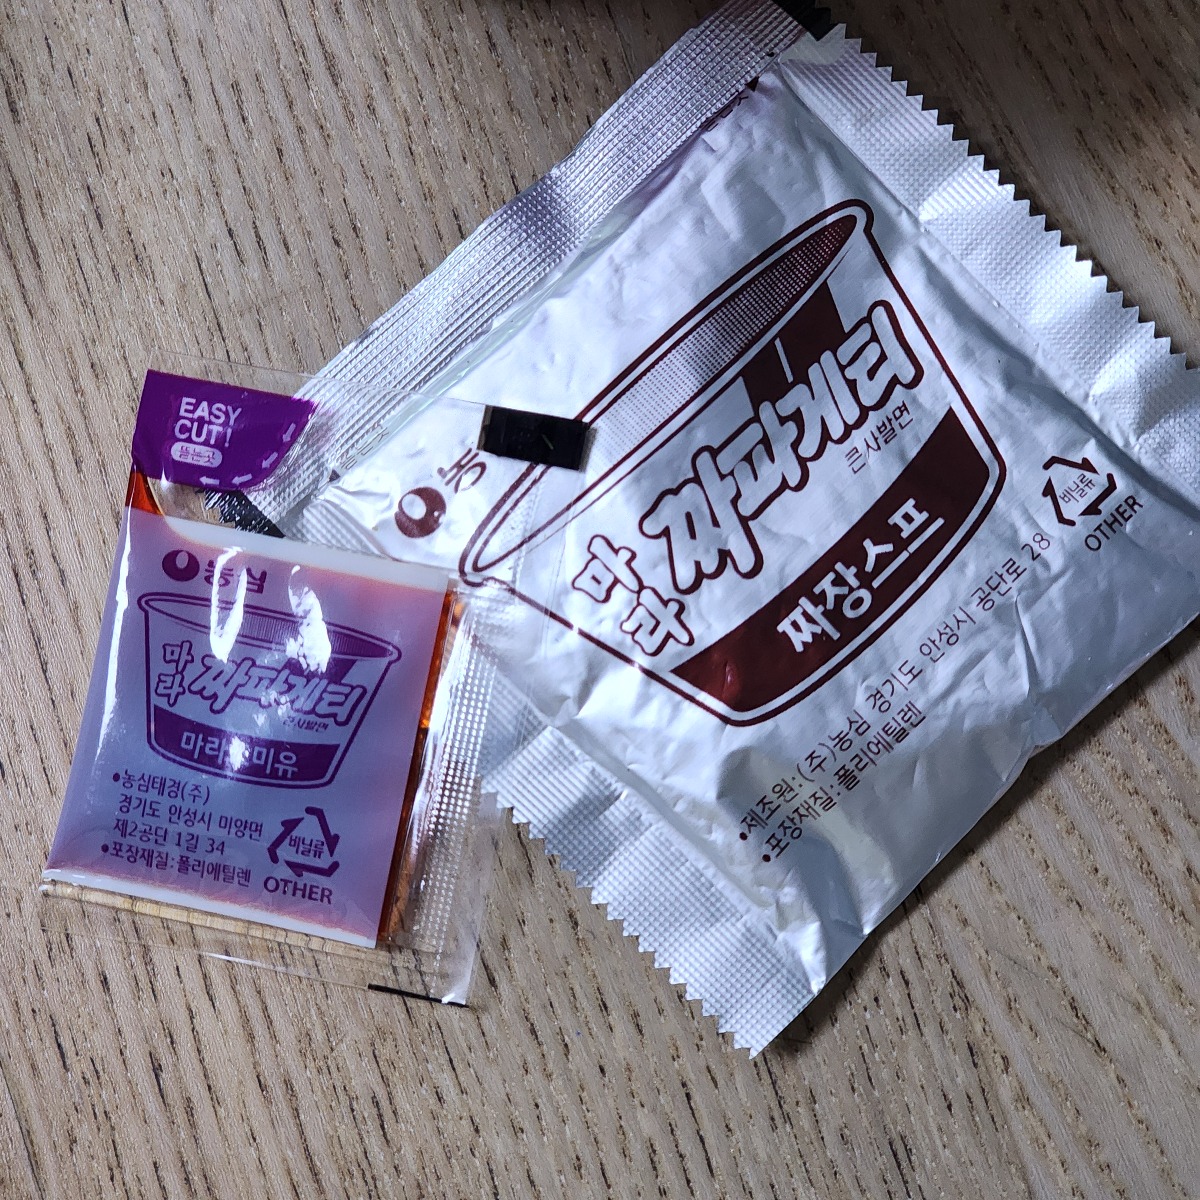 EASY
CUT!
뜯는곳
농심
마라
짜파게티
큰사발면
마라조미유
•농심태경(주)
경기도 안성시 미양면
제2공단 1길 34
•포장재질:폴리에틸렌
비닐류
OTHER
농
마라
짜파게티
큰사발면
짜장스프
•제조원:(주)농심 경기도 안성시 공단로 28
•포장재질:폴리에틸렌
비닐류
OTHER